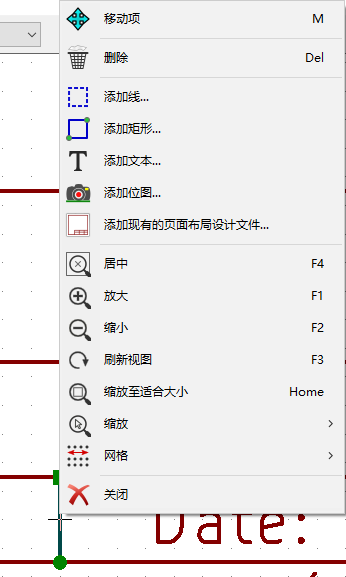 移动项 M
删除 Del
添加线...
添加矩形...
添加文本...
添加位图...
添加现有的页面布局设计文件...
居中 F4
放大 F1
缩小 F2
刷新视图 F3
缩放至适合大小 Home
缩放
网格
关闭
Date: